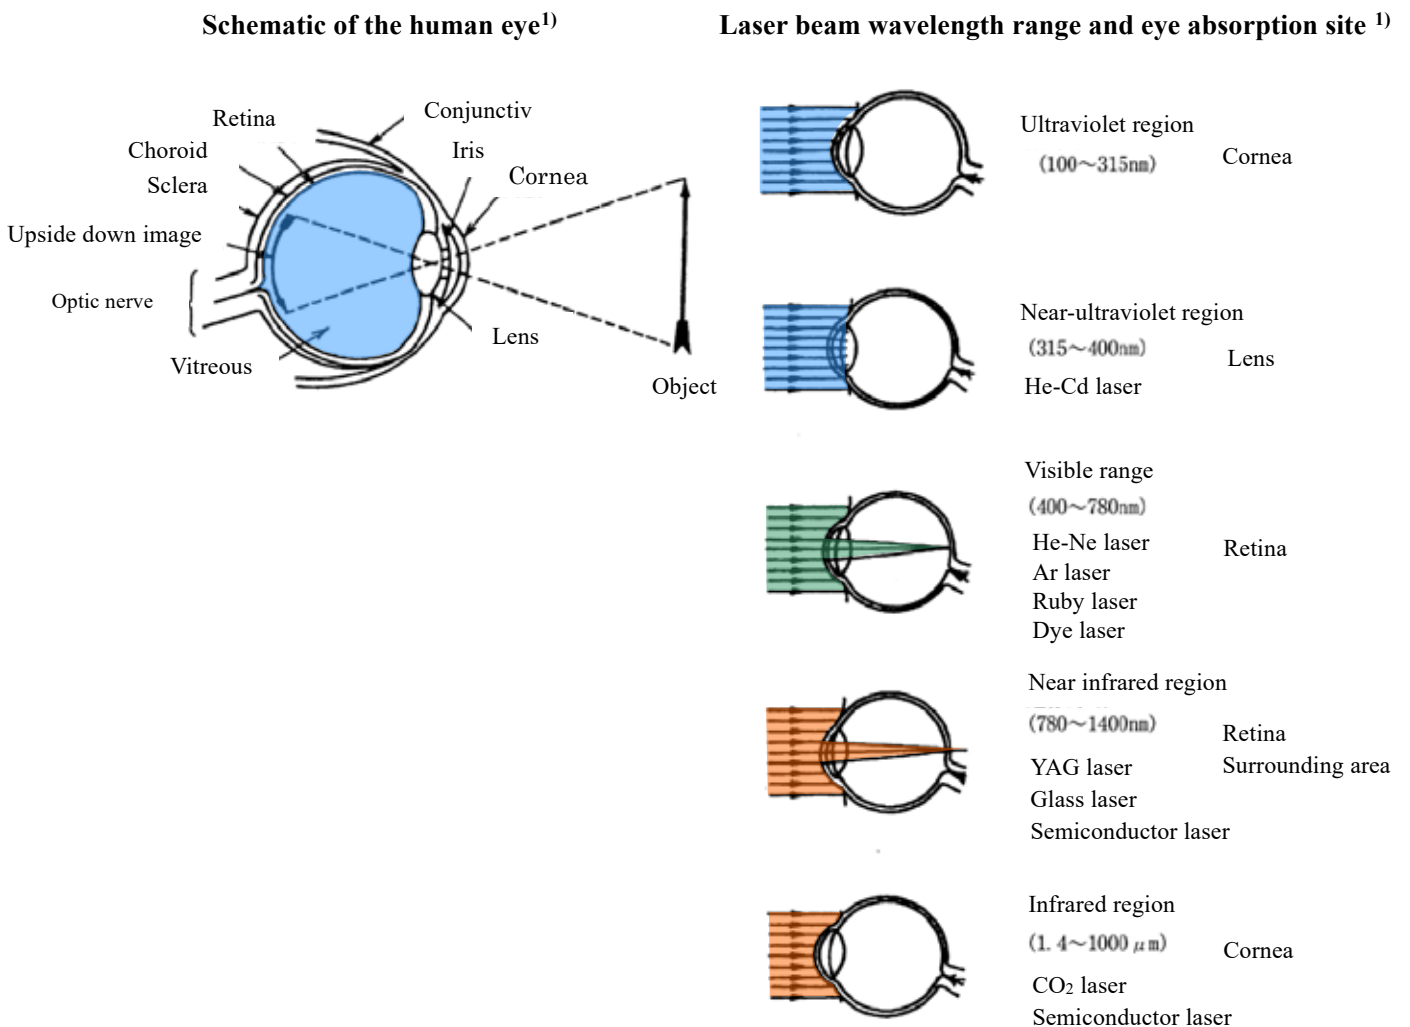 Schematic of the human eye1)
Conjunctiv
Retina
Iris
Choroid
Cornea
Sclera
Upside down image
Optic nerve
Lens
Vitreous
Object
Laser beam wavelength range and eye absorption site 1)
Ultraviolet region
(100～315nm)
Cornea
Near-ultraviolet region
(315～400nm)
Lens
He-Cd laser
Visible range
(400～780nm)
He-Ne laser
Retina
Ar laser
Ruby laser
Dye laser
Near infrared region
(780～1400nm)
Retina
Surrounding area
YAG laser
Glass laser
Semiconductor laser
Infrared region
(1.4～1000μm)
Cornea
CO2 laser
Semiconductor laser